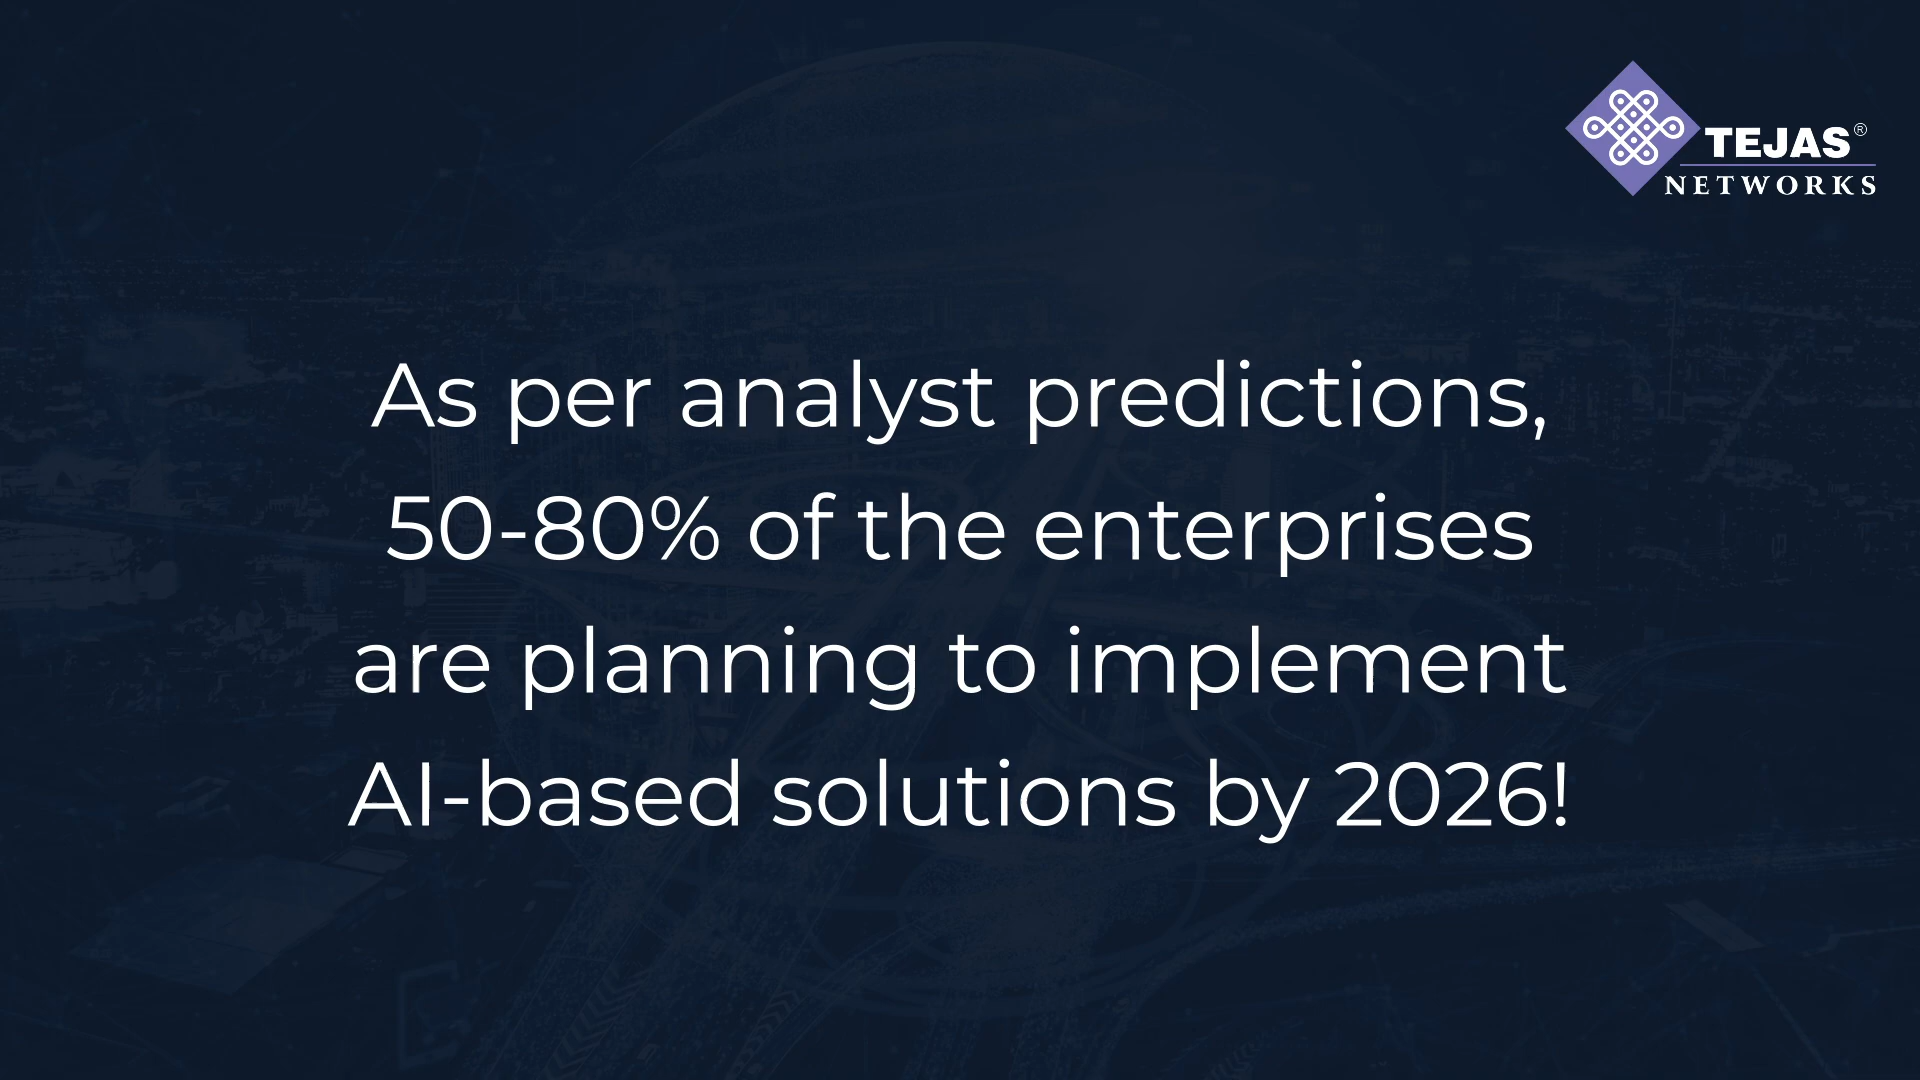 TEJAS®
NETWORKS
As per analyst predictions,
50-80% of the enterprises
are planning to implement
AI-based solutions by 2026!